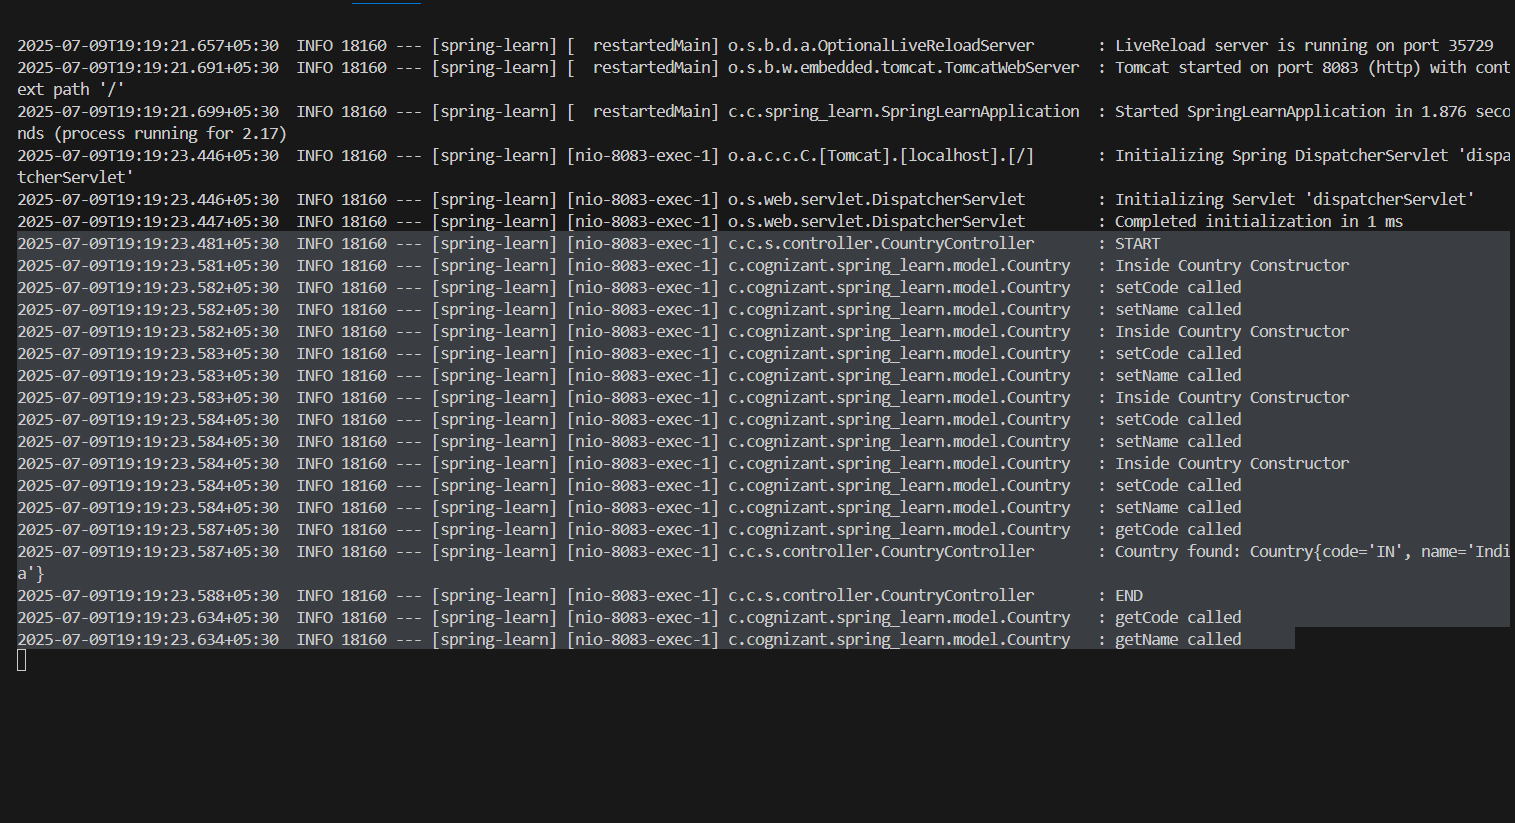 2025-07-09T19:19:21.657+05:30  INFO 18160 --- [spring-learn] [  restartedMain] o.s.b.d.a.OptionalLiveReloadServer       : LiveReload server is running on port 35729
2025-07-09T19:19:21.691+05:30  INFO 18160 --- [spring-learn] [  restartedMain] o.s.b.w.embedded.tomcat.TomcatWebServer  : Tomcat started on port 8083 (http) with cont
ext path '/'
2025-07-09T19:19:21.699+05:30  INFO 18160 --- [spring-learn] [  restartedMain] c.c.spring_learn.SpringLearnApplication  : Started SpringLearnApplication in 1.876 seco
nds (process running for 2.17)
2025-07-09T19:19:23.446+05:30  INFO 18160 --- [spring-learn] [nio-8083-exec-1] o.a.c.c.C.[Tomcat].[localhost].[/]       : Initializing Spring DispatcherServlet 'dispa
tcherServlet'
2025-07-09T19:19:23.446+05:30  INFO 18160 --- [spring-learn] [nio-8083-exec-1] o.s.web.servlet.DispatcherServlet        : Initializing Servlet 'dispatcherServlet'
2025-07-09T19:19:23.447+05:30  INFO 18160 --- [spring-learn] [nio-8083-exec-1] o.s.web.servlet.DispatcherServlet        : Completed initialization in 1 ms
2025-07-09T19:19:23.481+05:30  INFO 18160 --- [spring-learn] [nio-8083-exec-1] c.c.s.controller.CountryController       : START
2025-07-09T19:19:23.581+05:30  INFO 18160 --- [spring-learn] [nio-8083-exec-1] c.cognizant.spring_learn.model.Country   : Inside Country Constructor
2025-07-09T19:19:23.582+05:30  INFO 18160 --- [spring-learn] [nio-8083-exec-1] c.cognizant.spring_learn.model.Country   : setCode called
2025-07-09T19:19:23.582+05:30  INFO 18160 --- [spring-learn] [nio-8083-exec-1] c.cognizant.spring_learn.model.Country   : setName called
2025-07-09T19:19:23.582+05:30  INFO 18160 --- [spring-learn] [nio-8083-exec-1] c.cognizant.spring_learn.model.Country   : Inside Country Constructor
2025-07-09T19:19:23.583+05:30  INFO 18160 --- [spring-learn] [nio-8083-exec-1] c.cognizant.spring_learn.model.Country   : setCode called
2025-07-09T19:19:23.583+05:30  INFO 18160 --- [spring-learn] [nio-8083-exec-1] c.cognizant.spring_learn.model.Country   : setName called
2025-07-09T19:19:23.583+05:30  INFO 18160 --- [spring-learn] [nio-8083-exec-1] c.cognizant.spring_learn.model.Country   : Inside Country Constructor
2025-07-09T19:19:23.584+05:30  INFO 18160 --- [spring-learn] [nio-8083-exec-1] c.cognizant.spring_learn.model.Country   : setCode called
2025-07-09T19:19:23.584+05:30  INFO 18160 --- [spring-learn] [nio-8083-exec-1] c.cognizant.spring_learn.model.Country   : setName called
2025-07-09T19:19:23.584+05:30  INFO 18160 --- [spring-learn] [nio-8083-exec-1] c.cognizant.spring_learn.model.Country   : Inside Country Constructor
2025-07-09T19:19:23.584+05:30  INFO 18160 --- [spring-learn] [nio-8083-exec-1] c.cognizant.spring_learn.model.Country   : setCode called
2025-07-09T19:19:23.584+05:30  INFO 18160 --- [spring-learn] [nio-8083-exec-1] c.cognizant.spring_learn.model.Country   : setName called
2025-07-09T19:19:23.587+05:30  INFO 18160 --- [spring-learn] [nio-8083-exec-1] c.cognizant.spring_learn.model.Country   : getCode called
2025-07-09T19:19:23.587+05:30  INFO 18160 --- [spring-learn] [nio-8083-exec-1] c.c.s.controller.CountryController       : Country found: Country{code='IN', name='Indi
a'}
2025-07-09T19:19:23.588+05:30  INFO 18160 --- [spring-learn] [nio-8083-exec-1] c.c.s.controller.CountryController       : END
2025-07-09T19:19:23.634+05:30  INFO 18160 --- [spring-learn] [nio-8083-exec-1] c.cognizant.spring_learn.model.Country   : getCode called
2025-07-09T19:19:23.634+05:30  INFO 18160 --- [spring-learn] [nio-8083-exec-1] c.cognizant.spring_learn.model.Country   : getName called